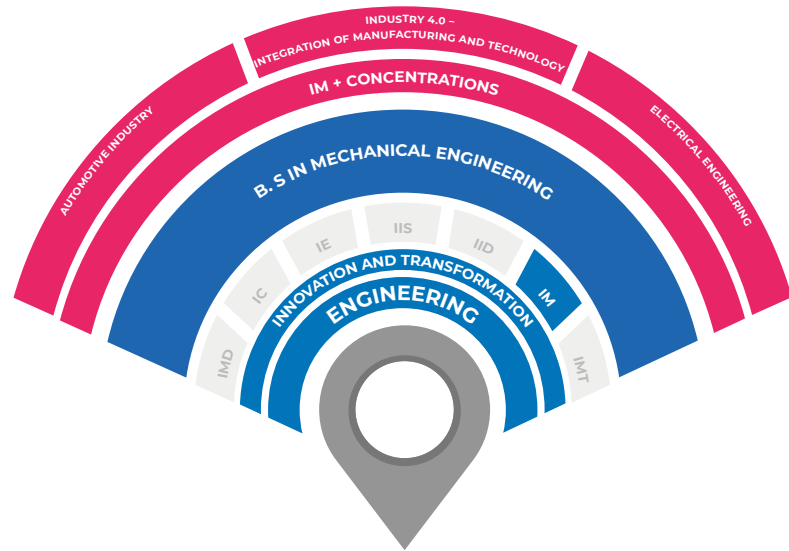 INDUSTRY 4.0 –
INTEGRATION OF MANUFACTURING AND TECHNOLOGY
AUTOMOTIVE INDUSTRY
ELECTRICAL ENGINEERING
IM + CONCENTRATIONS
B. S IN MECHANICAL ENGINEERING
IMD
IC
IE
IIS
IID
IM
IMT
INNOVATION AND TRANSFORMATION
ENGINEERING